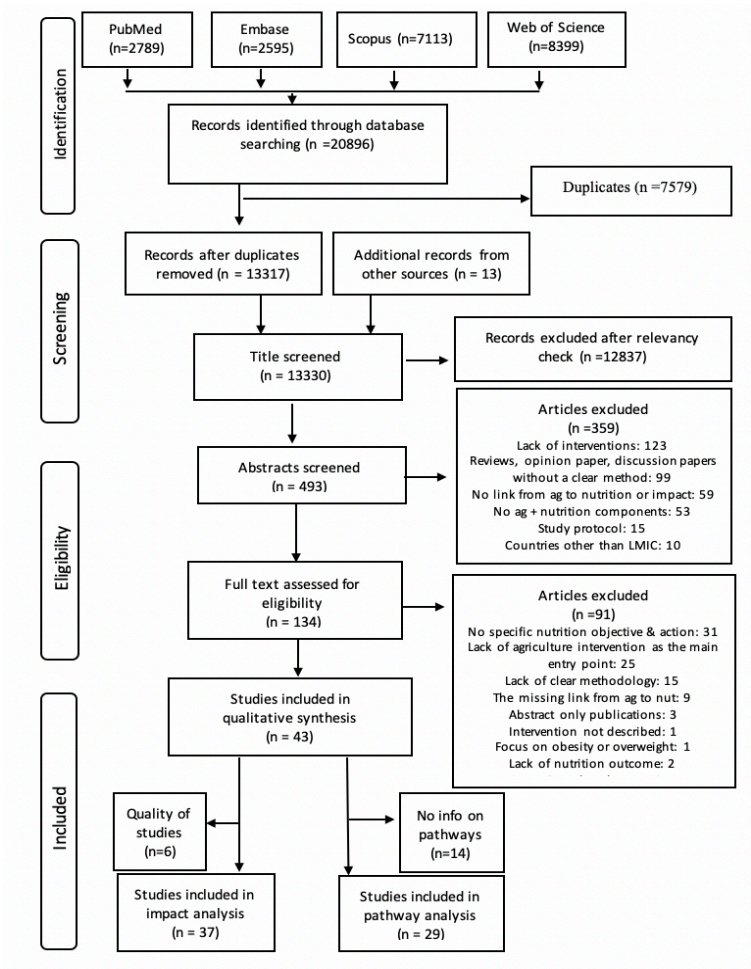 PubMed
(n=2789)
Embase
(n=2595)
Scopus (n=7113)
Web of Science
(n=8399)
Identification
Records identified through database
searching (n =20896)
Duplicates (n =7579)
Records after duplicates
removed (n = 13317)
Additional records from
other sources (n = 13)
Screening
Title screened
(n = 13330)
Records excluded after relevancy
check (n =12837)
Abstracts screened
(n = 493)
Articles excluded
(n =359)
Lack of interventions: 123
Reviews, opinion paper, discussion papers
without a clear method: 99
No link from ag to nutrition or impact: 59
No ag + nutrition components: 53
Study protocol: 15
Countries other than LMIC: 10
Eligibility
Full text assessed for
eligibility
(n = 134)
Articles excluded
(n =91)
No specific nutrition objective & action: 31
Lack of agriculture intervention as the main
entry point: 25
Lack of clear methodology: 15
The missing link from ag to nut: 9
Abstract only publications: 3
Intervention not described: 1
Focus on obesity or overweight: 1
Lack of nutrition outcome: 2
Studies included in
qualitative synthesis
(n = 43)
Included
Quality of
studies
(n=6)
No info on
pathways
(n=14)
Studies included in
impact analysis
(n = 37)
Studies included in
pathway analysis
(n = 29)